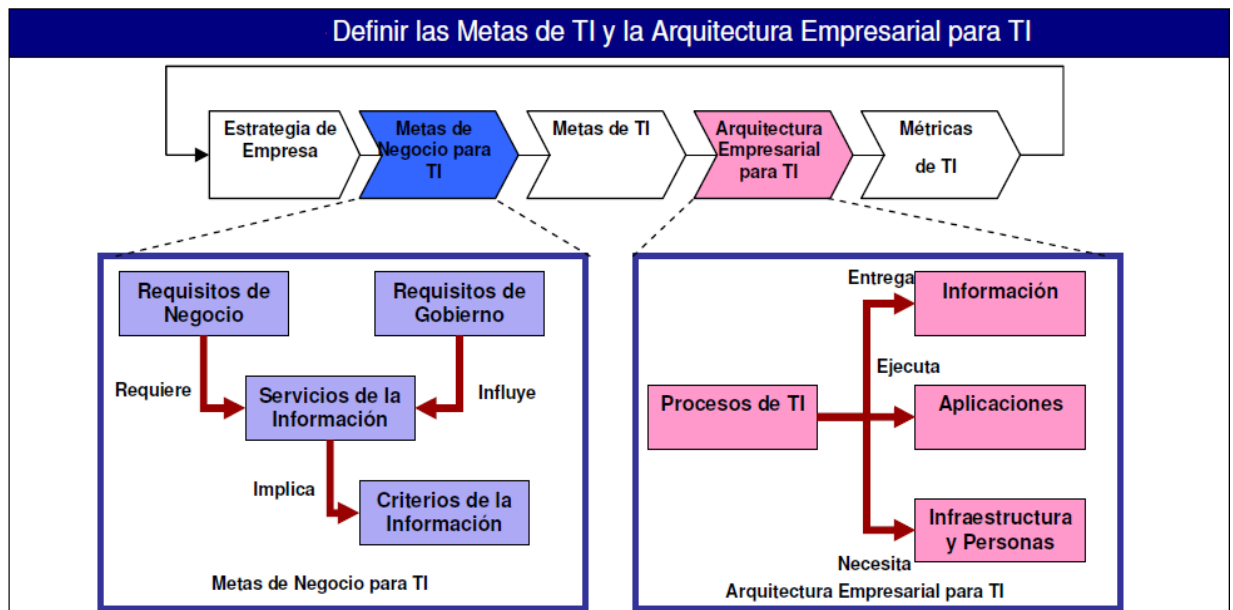 Definir las Metas de TI y la Arquitectura Empresarial para TI
Estrategia de
Empresa
Metas de
Negocio para
TI
Metas de TI
Arquitectura
Empresarial
para TI
Métricas
de TI
Requisitos de
Negocio
Requisitos de
Gobierno
Requiere
Servicios de la
Información
Influye
Implica
Criterios de la
Información
Metas de Negocio para TI
Entrega
Información
Ejecuta
Procesos de TI
Aplicaciones
Infraestructura
y Personas
Necesita
Arquitectura Empresarial para TI